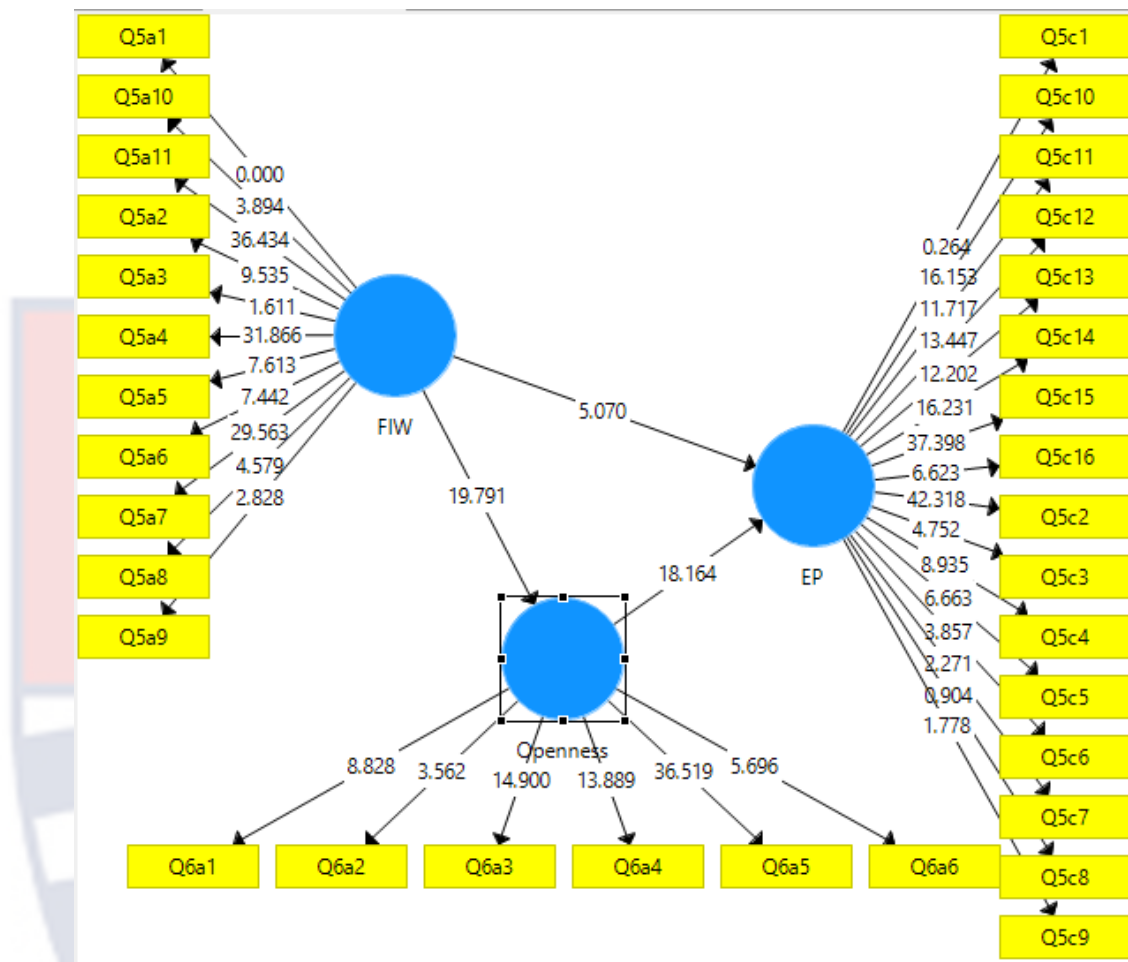 Q5a1
Q5a10
Q5a11
Q5a2
Q5a3
Q5a4
Q5a5
Q5a6
Q5a7
Q5a8
Q5a9
0.000
3.894
36.434
9.535
1.611
31.866
7.613
7.442
29.563
4.579
2.828
FIW
5.070
19.791
18.164
EP
Openness
8.828
3.562
14.900
13.889
36.519
5.696
Q6a1
Q6a2
Q6a3
Q6a4
Q6a5
Q6a6
0.264
16.153
11.717
13.447
12.202
16.231
37.398
6.623
42.318
4.752
8.935
6.663
3.857
2.271
0.904
1.778
Q5c1
Q5c10
Q5c11
Q5c12
Q5c13
Q5c14
Q5c15
Q5c16
Q5c2
Q5c3
Q5c4
Q5c5
Q5c6
Q5c7
Q5c8
Q5c9